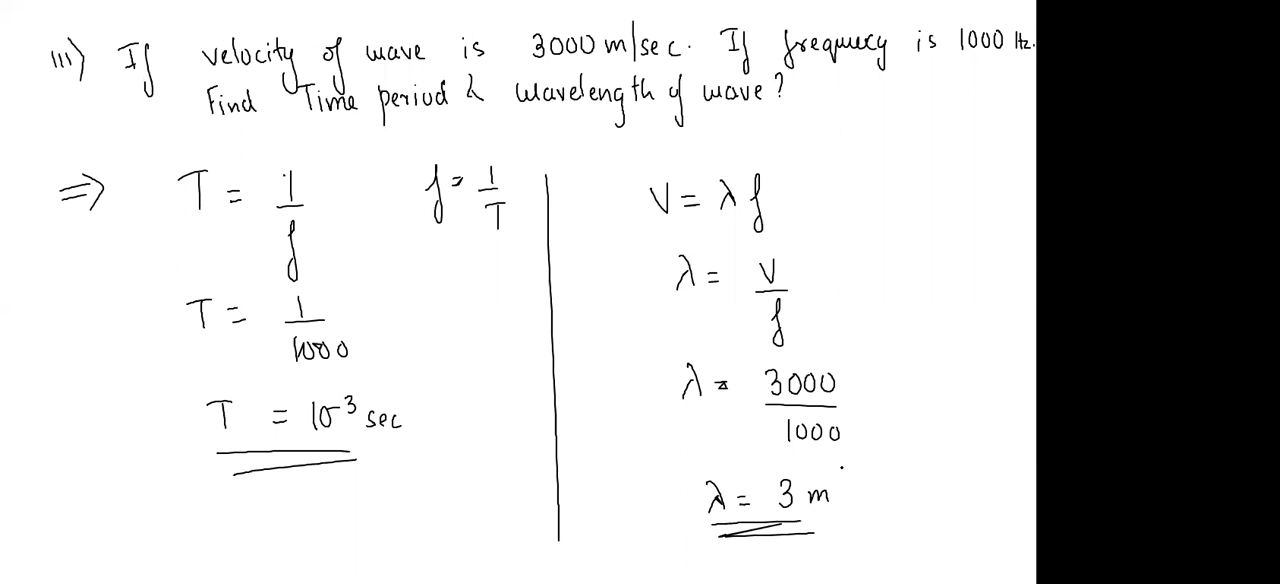 III) If velocity of wave is 3000 m/sec. If frequency is 1000 Hz.
Find Time period & wavelength of wave?
⇒ T = 1/f f = 1/T
T = 1/1000
T = 10⁻³ sec
V = λf
λ = V/f
λ = 3000/1000
λ = 3 m